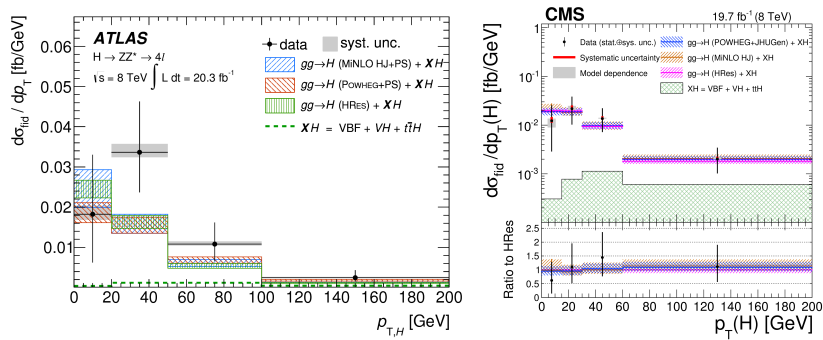 ATLAS
H → ZZ* → 4l
√s = 8 TeV ∫ L dt = 20.3 fb⁻¹
data syst. unc.
gg→H (MiNLO HJ+PS) + XH
gg→H (POWHEG+PS) + XH
gg→H (HRES) + XH
XH = VBF + VH + tt̄H
dσfid / dpT [fb/GeV]
0.06
0.05
0.04
0.03
0.02
0.01
0 20 40 60 80 100 120 140 160 180 200
pT,H [GeV]
CMS 19.7 fb⁻¹ (8 TeV)
Data (stat.⊕sys. unc.)
Systematic uncertainty
Model dependence
gg→H (POWHEG+JHUGen) + XH
gg→H (MiNLO HJ) + XH
gg→H (HRes) + XH
XH = VBF + VH + ttH
dσfid /dpT(H) [fb/GeV]
1
10⁻¹
10⁻²
10⁻³
Ratio to HRes
2.5
2
1.5
1
0.5
0
0 20 40 60 80 100 120 140 160 180 200
pT(H) [GeV]